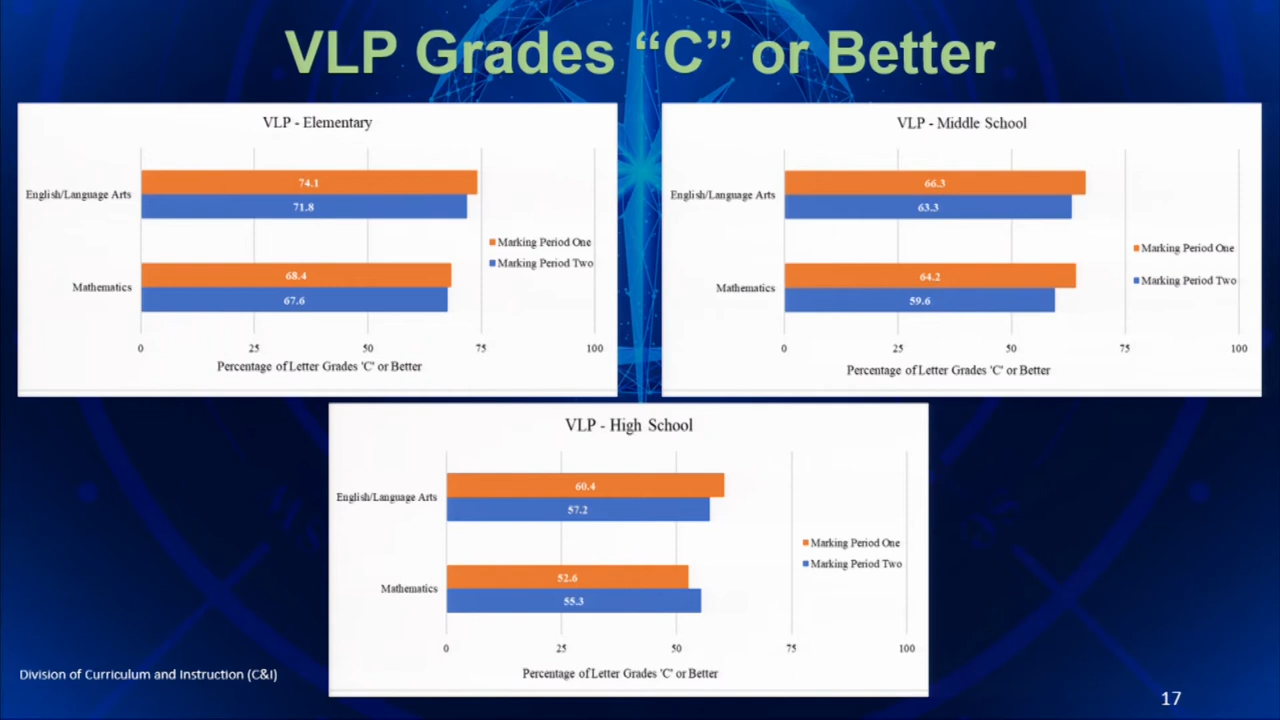 VLP Grades “C” or Better
VLP - Elementary
English/Language Arts
74.1
71.8
Mathematics
68.4
67.6
Marking Period One
Marking Period Two
0 25 50 75 100
Percentage of Letter Grades 'C' or Better
VLP - Middle School
English/Language Arts
66.3
63.3
Mathematics
64.2
59.6
Marking Period One
Marking Period Two
0 25 50 75 100
Percentage of Letter Grades 'C' or Better
VLP - High School
English/Language Arts
60.4
57.2
Mathematics
52.6
55.3
Marking Period One
Marking Period Two
0 25 50 75 100
Percentage of Letter Grades 'C' or Better
Division of Curriculum and Instruction (C&I)
17